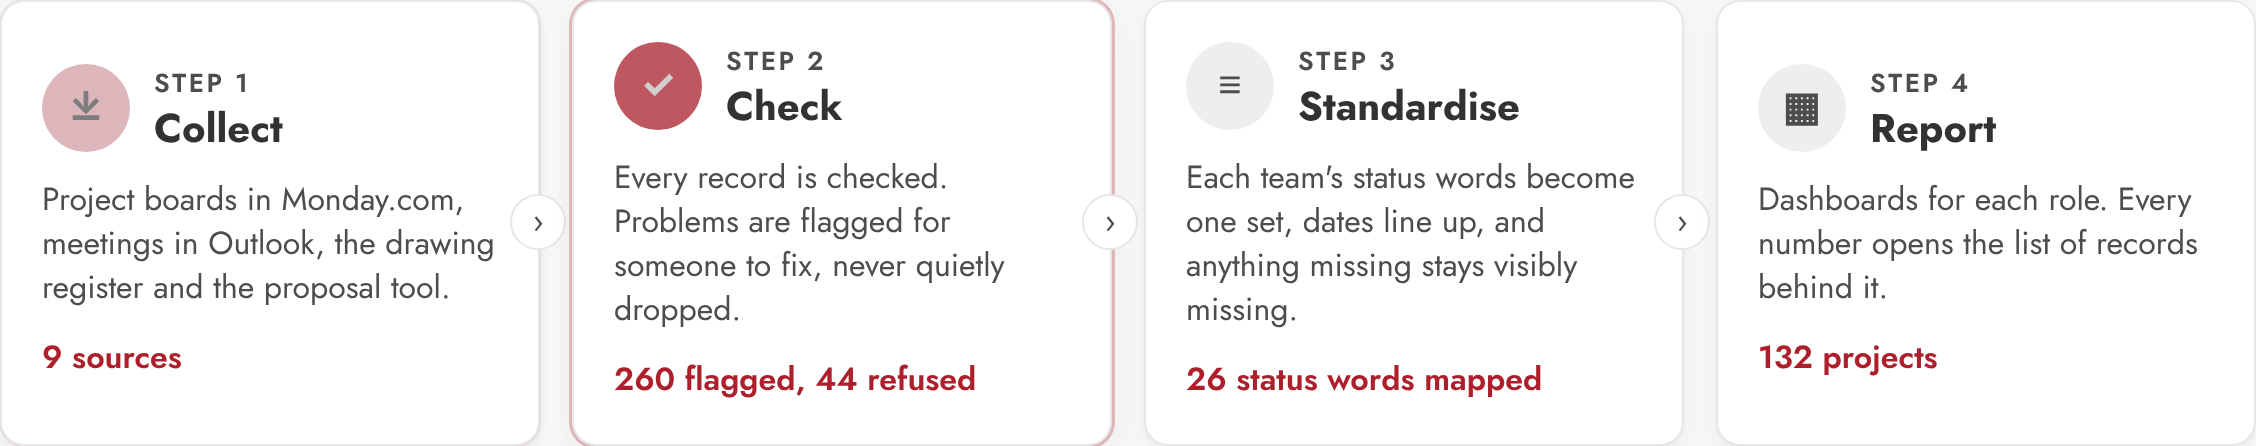 STEP 1
Collect
Project boards in Monday.com,
meetings in Outlook, the drawing
register and the proposal tool.
9 sources
STEP 2
Check
Every record is checked.
Problems are flagged for
someone to fix, never quietly
dropped.
260 flagged, 44 refused
STEP 3
Standardise
Each team's status words become
one set, dates line up, and
anything missing stays visibly
missing.
26 status words mapped
STEP 4
Report
Dashboards for each role. Every
number opens the list of records
behind it.
132 projects